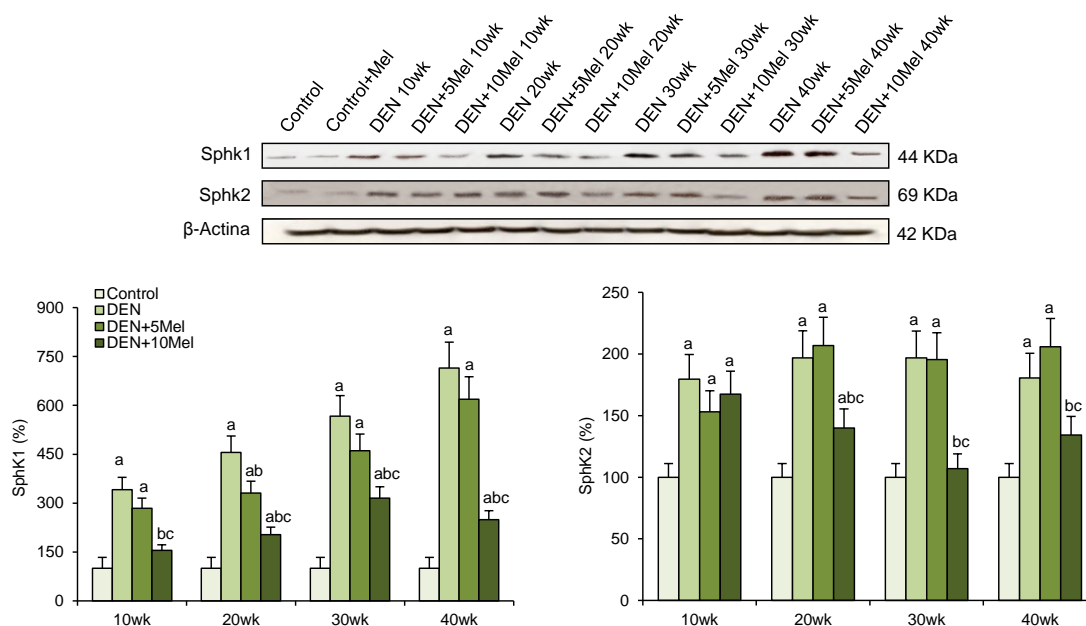 Control
Control+Mel
DEN 10wk
DEN+5Mel 10wk
DEN+10Mel 10wk
DEN 20wk
DEN+5Mel 20wk
DEN+10Mel 20wk
DEN 30wk
DEN+5Mel 30wk
DEN+10Mel 30wk
DEN 40wk
DEN+5Mel 40wk
DEN+10Mel 40wk
Sphk1 44 KDa
Sphk2 69 KDa
β-Actina 42 KDa
Control
DEN
DEN+5Mel
DEN+10Mel
SphK1 (%)
900
750
600
450
300
150
0
a a bc
a ab abc
a a abc
a a abc
10wk 20wk 30wk 40wk
SphK2 (%)
250
200
150
100
50
0
a a a
a a abc
a a bc
a a bc
10wk 20wk 30wk 40wk